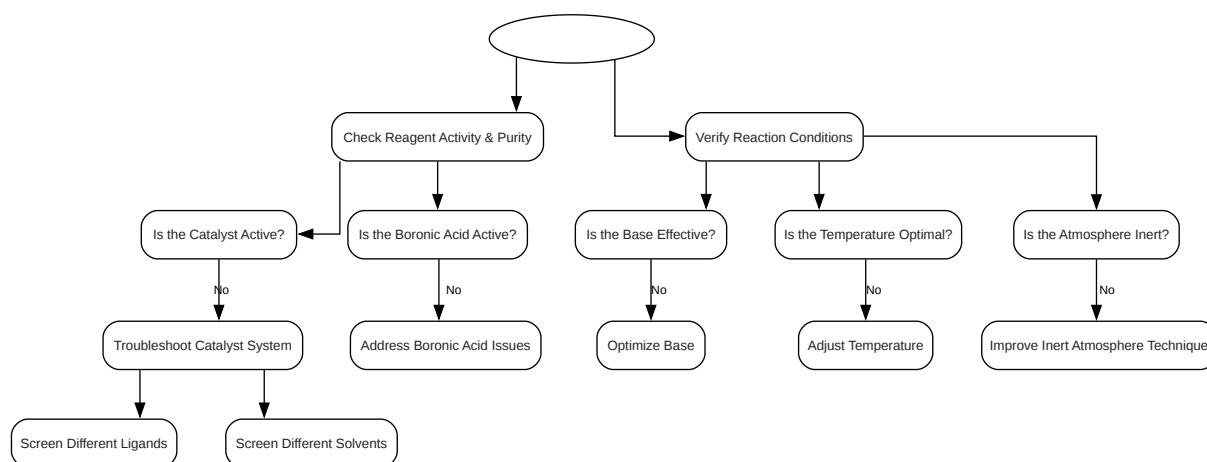 Check Reagent Activity & Purity
Verify Reaction Conditions
Is the Catalyst Active?
Is the Boronic Acid Active?
Is the Base Effective?
Is the Temperature Optimal?
Is the Atmosphere Inert?
No
No
No
No
No
Troubleshoot Catalyst System
Address Boronic Acid Issues
Optimize Base
Adjust Temperature
Improve Inert Atmosphere Technique
Screen Different Ligands
Screen Different Solvents